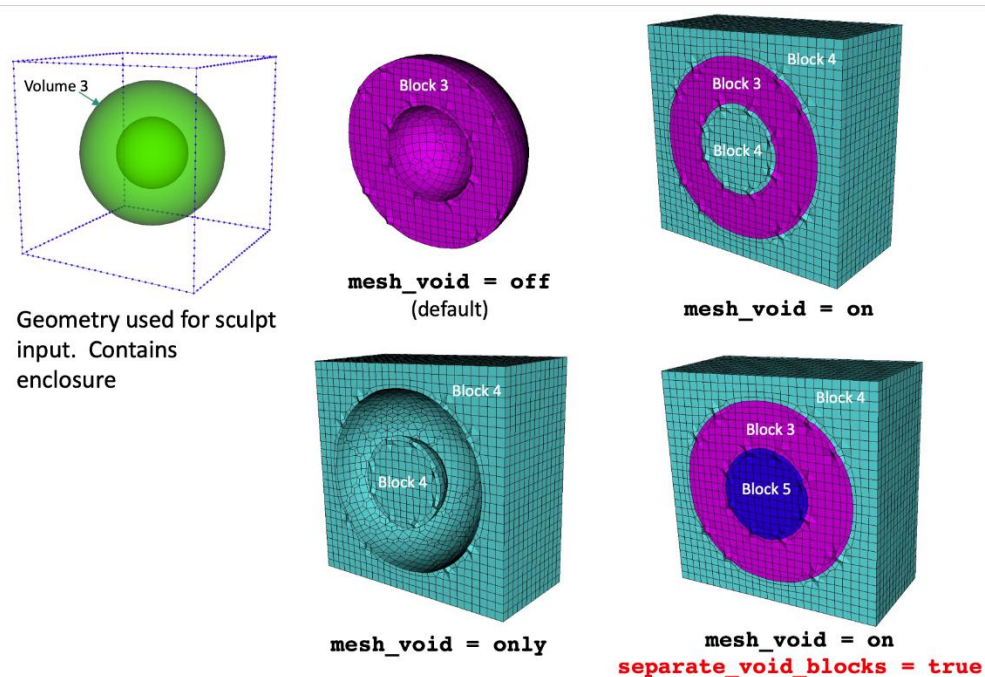 Volume 3
Block 3
mesh_void = off
(default)
Block 4
Block 3
Block 4
mesh_void = on
Geometry used for sculpt
input. Contains
enclosure
Block 4
Block 4
mesh_void = only
Block 4
Block 3
Block 5
mesh_void = on
separate_void_blocks = true